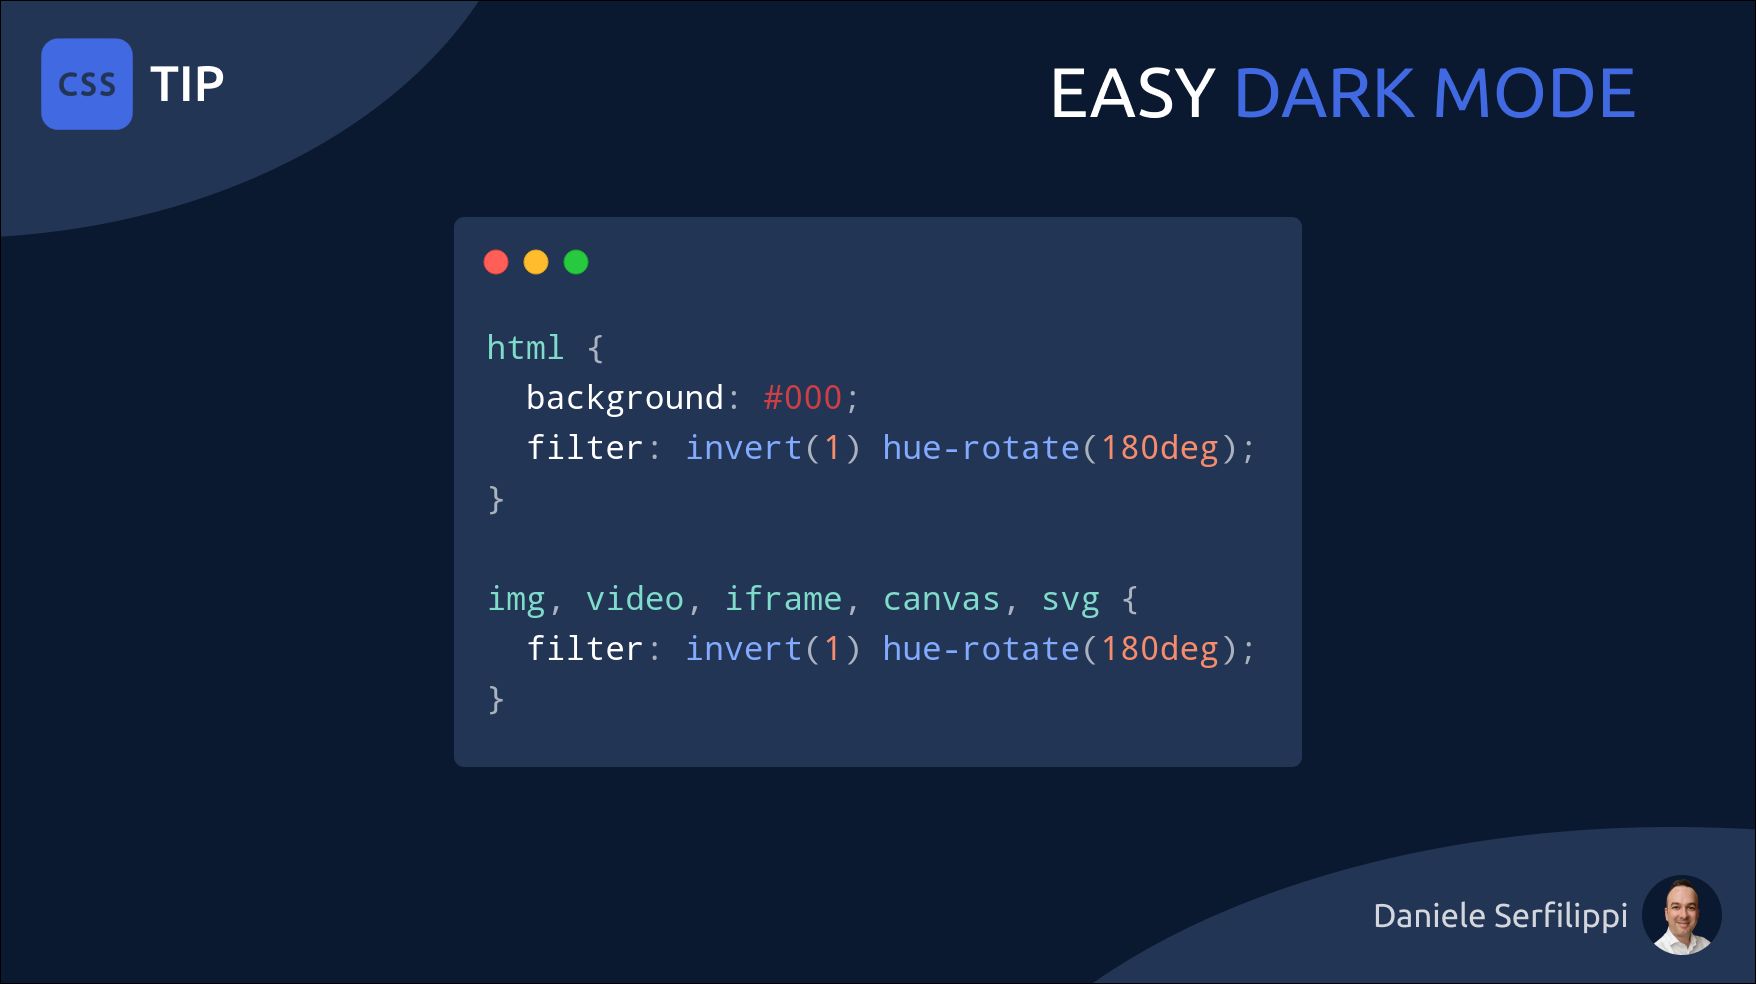 CSS TIP
EASY DARK MODE
html {
  background: #000;
  filter: invert(1) hue-rotate(180deg);
}
img, video, iframe, canvas, svg {
  filter: invert(1) hue-rotate(180deg);
}
Daniele Serfilippi